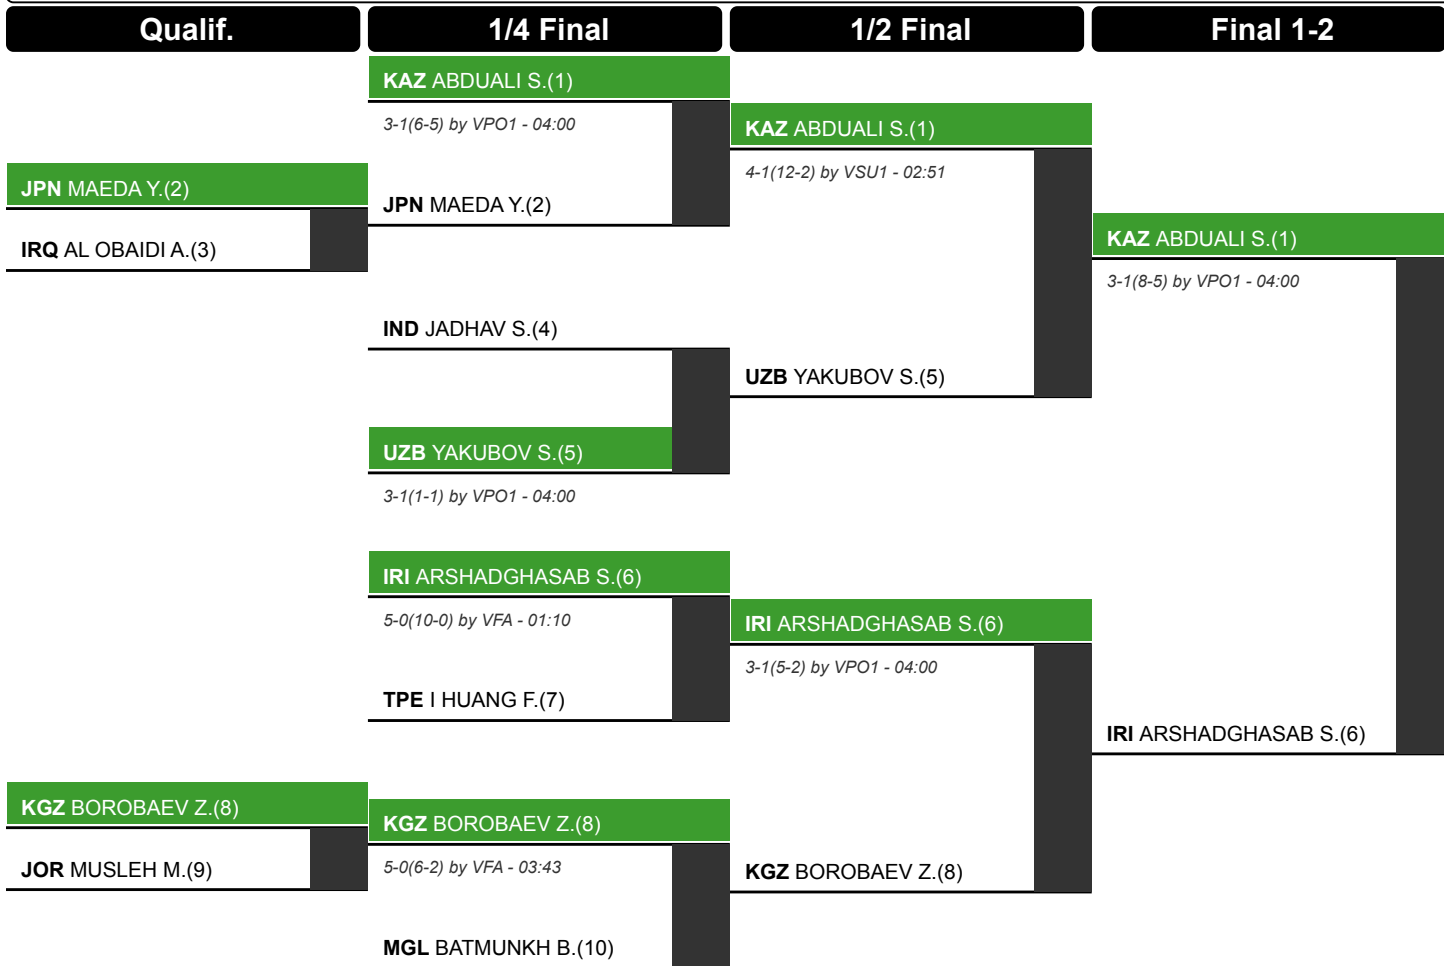 Qualif.
1/4 Final
1/2 Final
Final 1-2
JPN MAEDA Y.(2)
IRQ AL OBAIDI A.(3)
KGZ BOROBAEV Z.(8)
JOR MUSLEH M.(9)
KAZ ABDUALI S.(1)
3-1(6-5) by VPO1 - 04:00
JPN MAEDA Y.(2)
IND JADHAV S.(4)
UZB YAKUBOV S.(5)
3-1(1-1) by VPO1 - 04:00
IRI ARSHADGHASAB S.(6)
5-0(10-0) by VFA - 01:10
TPE I HUANG F.(7)
KGZ BOROBAEV Z.(8)
5-0(6-2) by VFA - 03:43
MGL BATMUNKH B.(10)
KAZ ABDUALI S.(1)
4-1(12-2) by VSU1 - 02:51
UZB YAKUBOV S.(5)
IRI ARSHADGHASAB S.(6)
3-1(5-2) by VPO1 - 04:00
KGZ BOROBAEV Z.(8)
KAZ ABDUALI S.(1)
3-1(8-5) by VPO1 - 04:00
IRI ARSHADGHASAB S.(6)